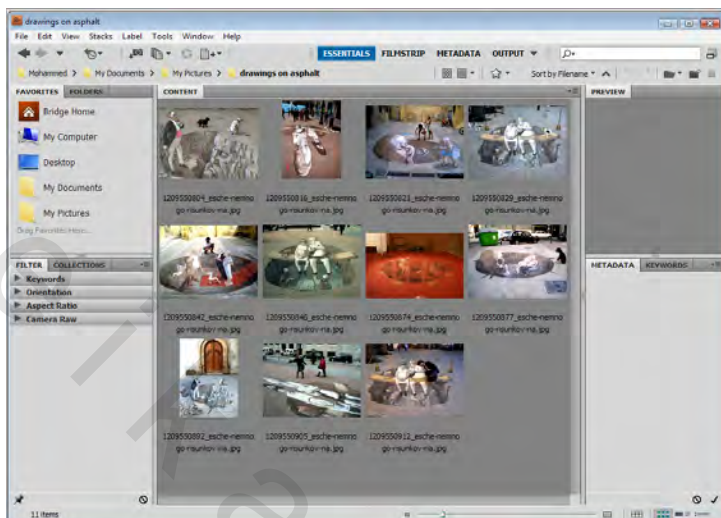 drawings on asphalt
File Edit View Stacks Label Tools Window Help
ESSENTIALS FILMSTRIP METADATA OUTPUT
Mohammed > My Documents > My Pictures > drawings on asphalt
Sort by Filename
FAVORITES FOLDERS
CONTENT
PREVIEW
Bridge Home
My Computer
Desktop
My Documents
My Pictures
Drag Favorites Here...
FILTER COLLECTIONS
Keywords
Orientation
Aspect Ratio
Camera Raw
METADATA KEYWORDS
1209550804_esche-nemno
go-risunkov-na.jpg
1209550816_esche-nemno
go-risunkov-na.jpg
1209550821_esche-nemno
go-risunkov-na.jpg
1209550829_esche-nemno
go-risunkov-na.jpg
1209550842_esche-nemno
go-risunkov-na.jpg
1209550874_esche-nemno
go-risunkov-na.jpg
1209550877_esche-nemno
go-risunkov-na.jpg
1209550892_esche-nemno
go-risunkov-na.jpg
1209550905_esche-nemno
go-risunkov-na.jpg
1209550912_esche-nemno
go-risunkov-na.jpg
11 items